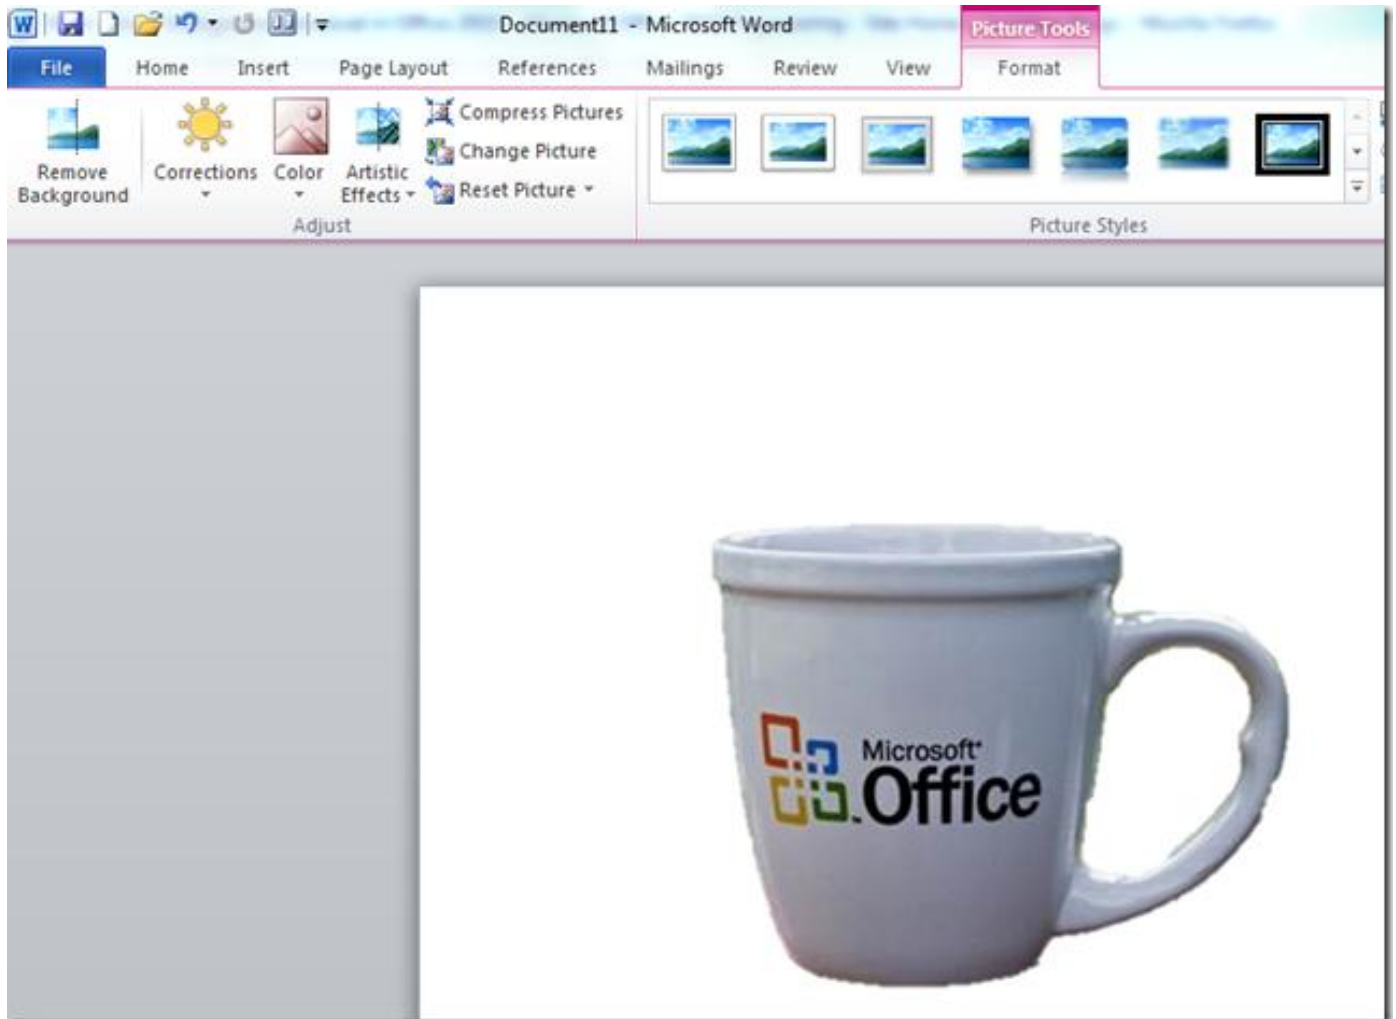 Document11 - Microsoft Word
Picture Tools
File Home Insert Page Layout References Mailings Review View Format
Remove Background
Corrections
Color
Artistic Effects
Compress Pictures
Change Picture
Reset Picture
Adjust
Picture Styles
Microsoft
Office